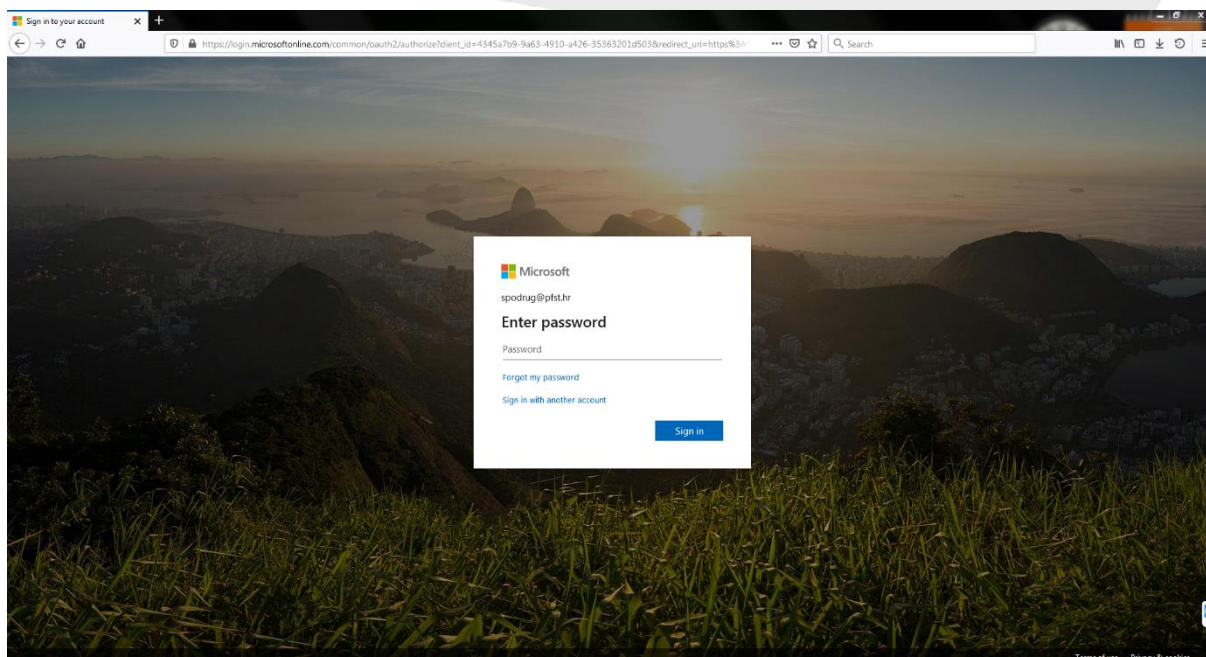 Sign in to your account
https://login.microsoftonline.com/common/oauth2/authorize?client_id=4345a7b9-9a63-4910-a426-35363201d503&redirect_uri=https%3A
Search
Microsoft
spodrug@pfst.hr
Enter password
Password
Forgot my password
Sign in with another account
Sign in
Terms of use Privacy & cookies